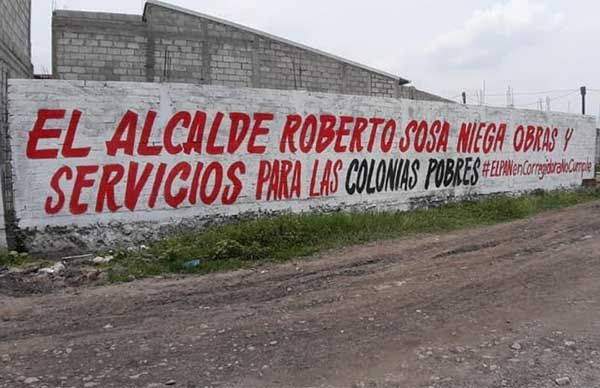 EL ALCALDE ROBERTO SOSA NIEGA OBRAS Y
SERVICIOS PARA LAS COLONIAS POBRES #ELPANenCorregidoraNoCumple